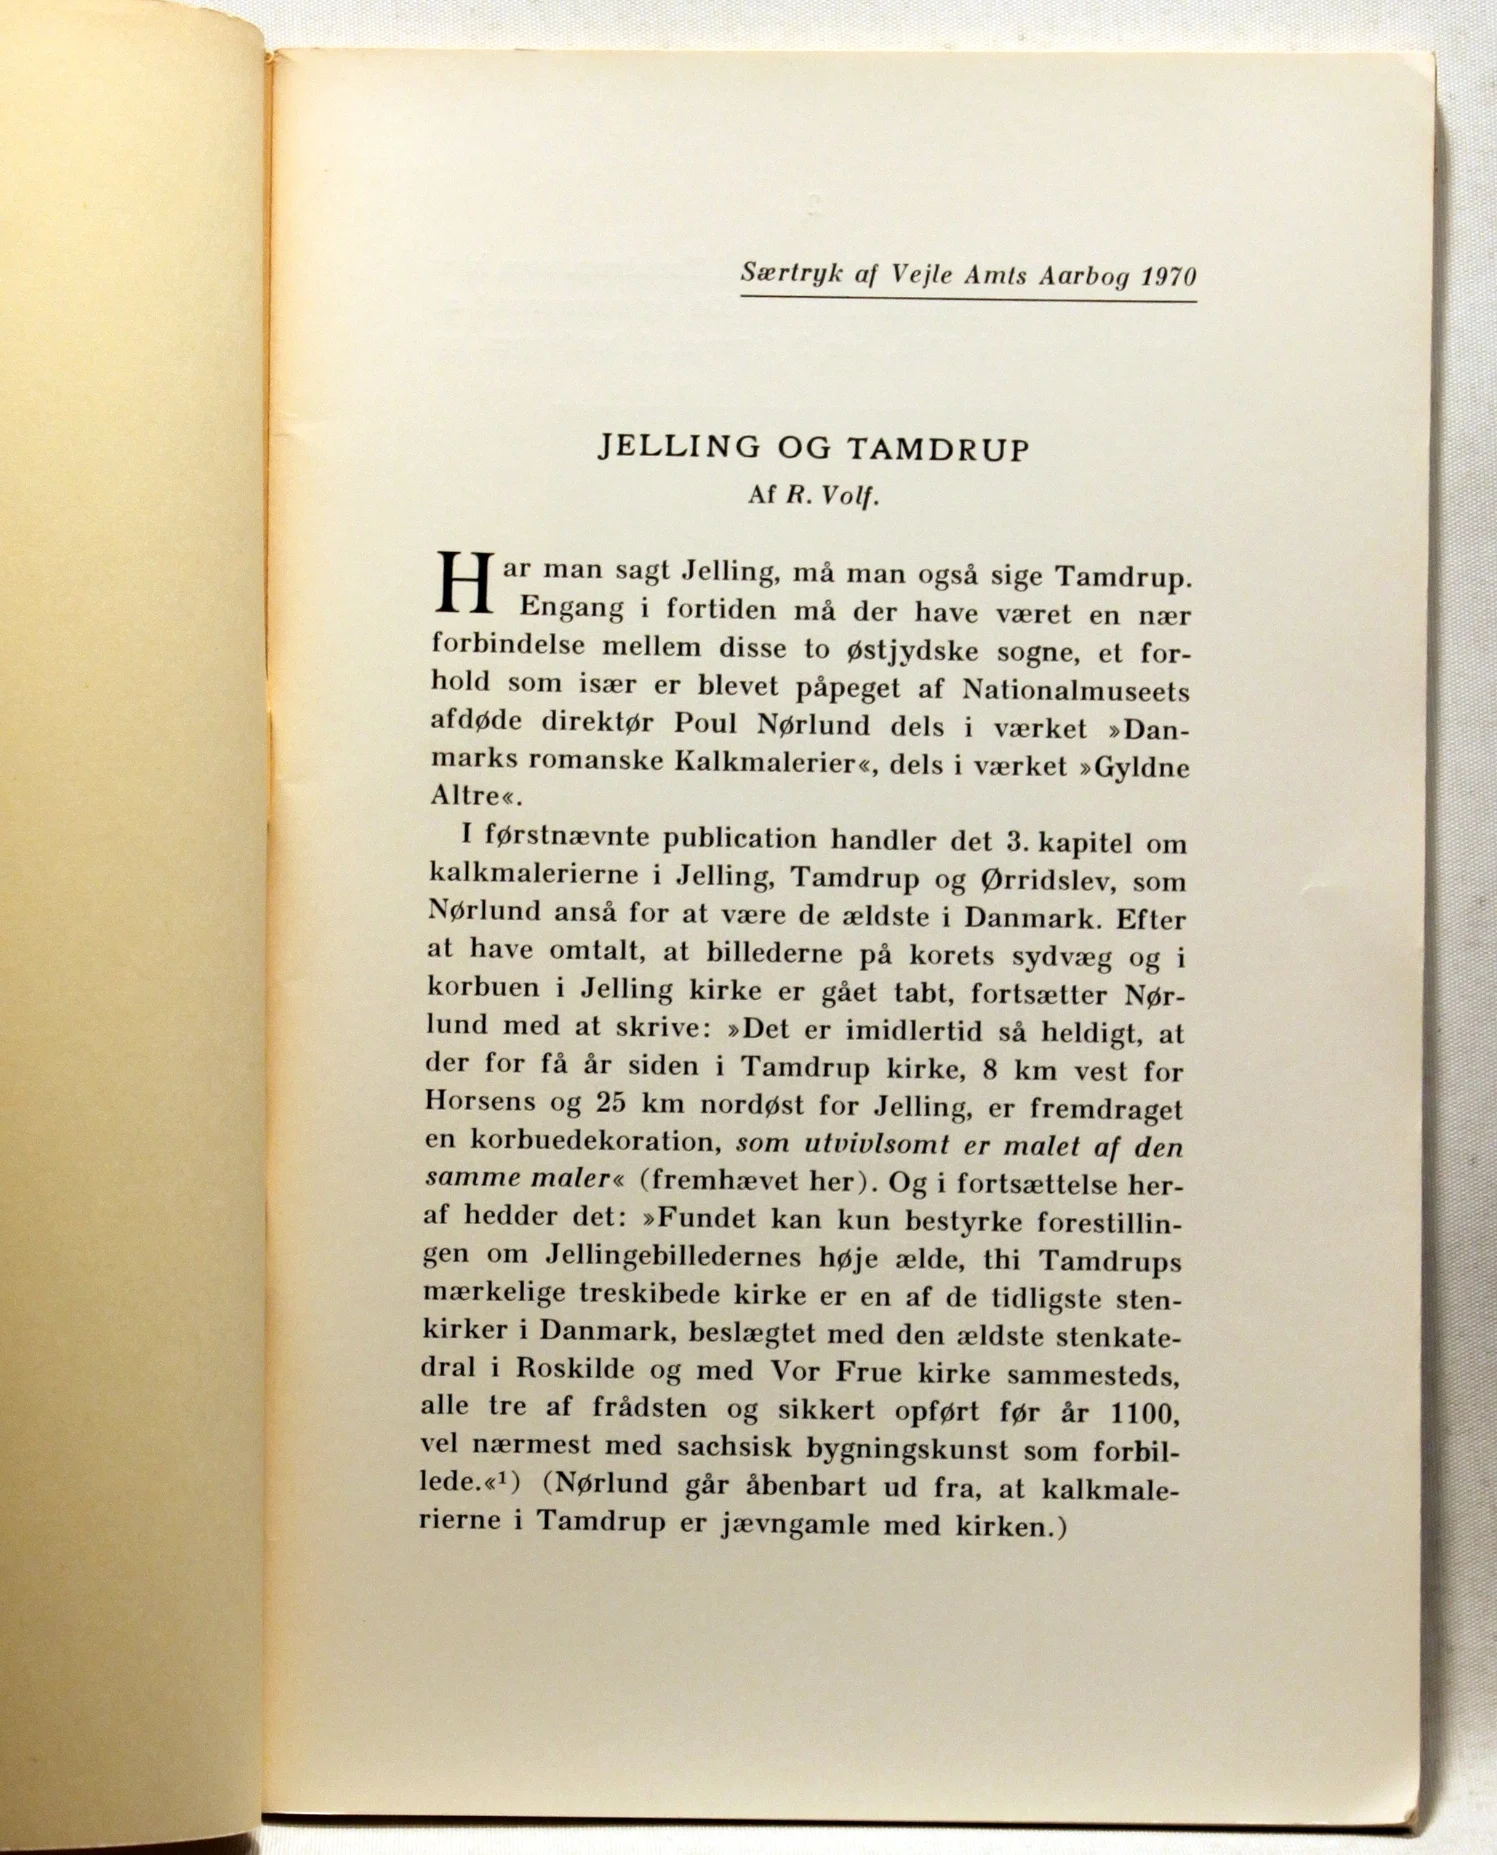 Særtryk af Vejle Amts Aarbog 1970
JELLING OG TAMDRUP
Af R. Volf.
Har man sagt Jelling, må man også sige Tamdrup.
Engang i fortiden må der have været en nær
forbindelse mellem disse to østjydske sogne, et for-
hold som især er blevet påpeget af Nationalmuseets
afdøde direktør Poul Nørlund dels i værket »Dan-
marks romanske Kalkmalerier«, dels i værket »Gyldne
Altre«.
I førstnævnte publication handler det 3. kapitel om
kalkmalerierne i Jelling, Tamdrup og Ørridslev, som
Nørlund anså for at være de ældste i Danmark. Efter
at have omtalt, at billederne på korets sydvæg og i
korbuen i Jelling kirke er gået tabt, fortsætter Nør-
lund med at skrive: »Det er imidlertid så heldigt, at
der for få år siden i Tamdrup kirke, 8 km vest for
Horsens og 25 km nordøst for Jelling, er fremdraget
en korbuedekoration, som utvivlsomt er malet af den
samme maler« (fremhævet her). Og i fortsættelse her-
af hedder det: »Fundet kan kun bestyrke forestillin-
gen om Jellingebilledernes høje ælde, thi Tamdrups
mærkelige treskibede kirke er en af de tidligste sten-
kirker i Danmark, beslægtet med den ældste stenkate-
dral i Roskilde og med Vor Frue kirke sammesteds,
alle tre af frådsten og sikkert opført før år 1100,
vel nærmest med sachsisk bygningskunst som forbil-
lede.«¹) (Nørlund går åbenbart ud fra, at kalkmale-
rierne i Tamdrup er jævngamle med kirken.)